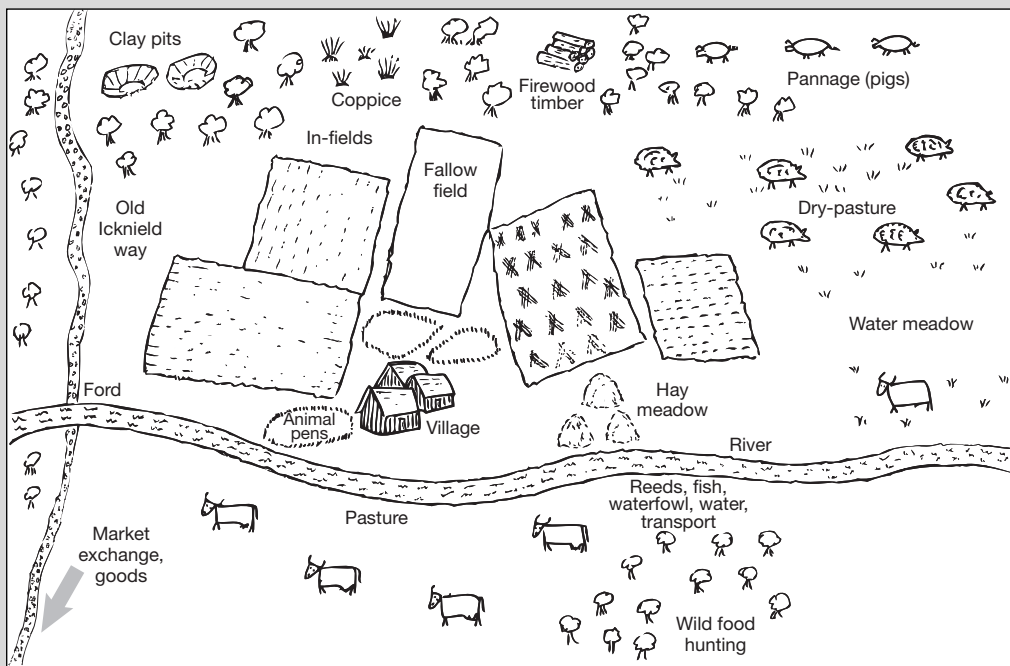 Clay pits
Coppice
Firewood
timber
Pannage (pigs)
In-fields
Fallow
field
Old
Icknield
way
Dry-pasture
Water meadow
Ford
Hay
meadow
Animal
pens
Village
River
Reeds, fish,
waterfowl, water,
transport
Pasture
Market
exchange,
goods
Wild food
hunting